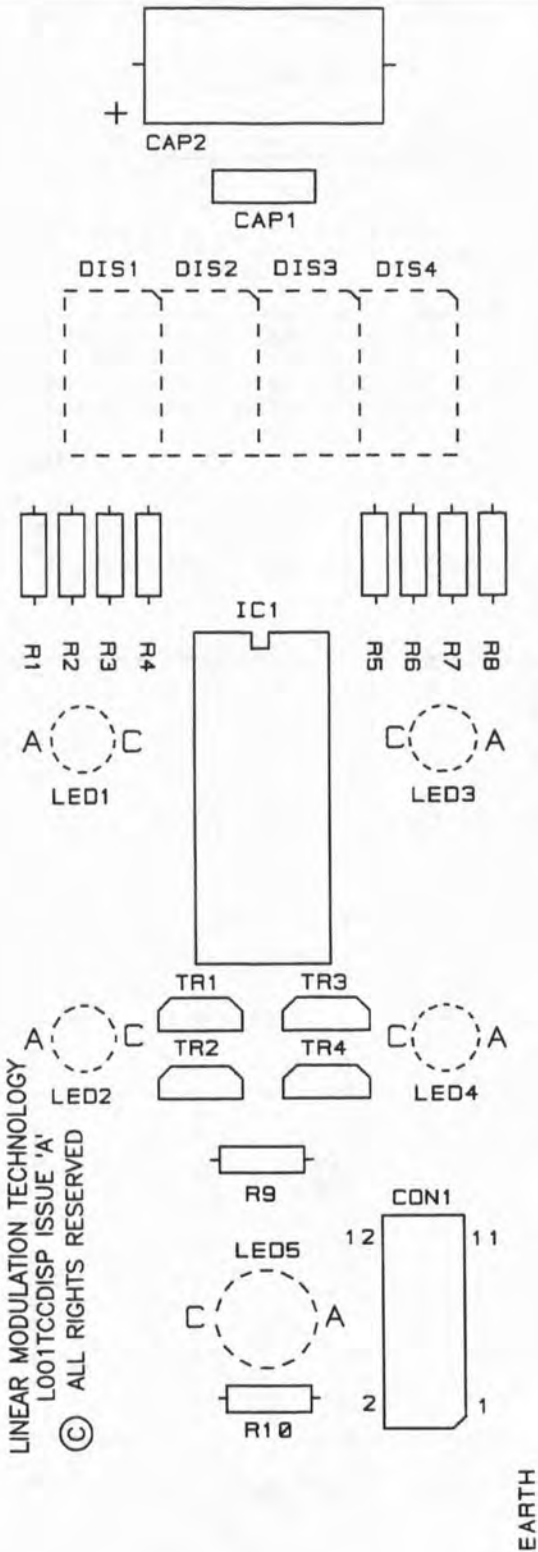 +
CAP2
CAP1
DIS1 DIS2 DIS3 DIS4
R1 R2 R3 R4
R5 R6 R7 R8
IC1
A C
LED1
C A
LED3
TR1 TR3
A C
LED2
C A
LED4
TR2 TR4
R9
CON1
12 11
LED5
C A
2 1
R10
LINEAR MODULATION TECHNOLOGY
L001TCCDISP ISSUE 'A'
© ALL RIGHTS RESERVED
EARTH